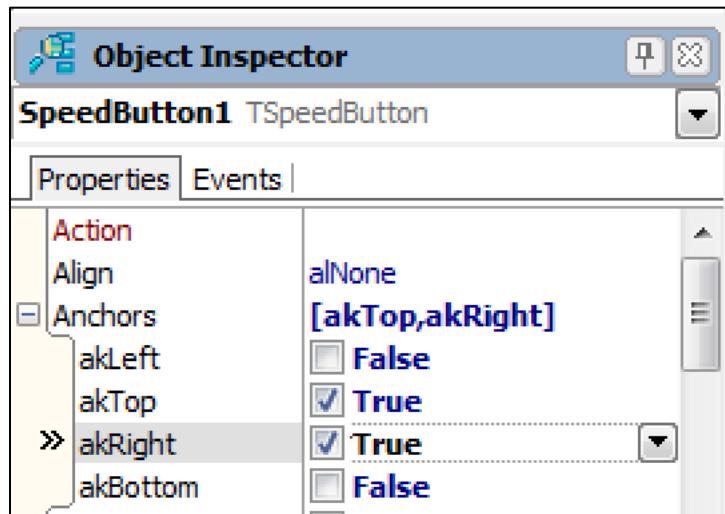 Object Inspector
SpeedButton1 TSpeedButton
Properties Events
Action
Align alNone
Anchors [akTop,akRight]
akLeft False
akTop True
akRight True
akBottom False